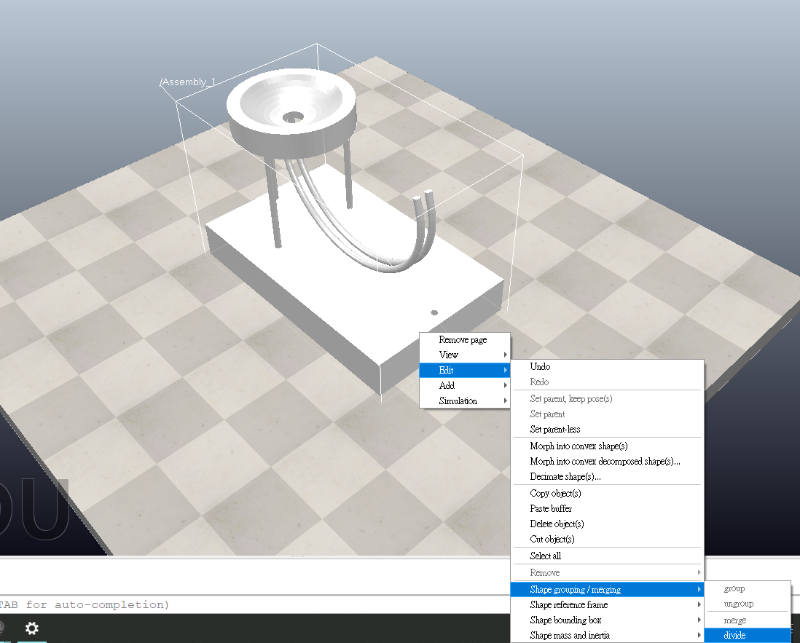 /Assembly_1
Remove page
View
Edit
Add
Simulation
Undo
Redo
Set parent, keep pose(s)
Set parent
Set parent-less
Morph into convex shape(s)
Morph into convex decomposed shape(s)...
Decimate shape(s)...
Copy object(s)
Paste buffer
Delete object(s)
Cut object(s)
Select all
Remove
Shape grouping / merging
Shape reference frame
Shape bounding box
Shape mass and inertia
group
ungroup
merge
divide
DU
TAB for auto-completion)